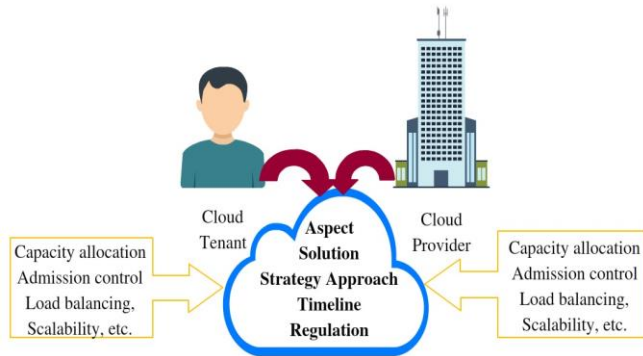 Cloud
Tenant
Cloud
Provider
Aspect
Solution
Strategy Approach
Timeline
Regulation
Capacity allocation
Admission control
Load balancing,
Scalability, etc.
Capacity allocation
Admission control
Load balancing,
Scalability, etc.